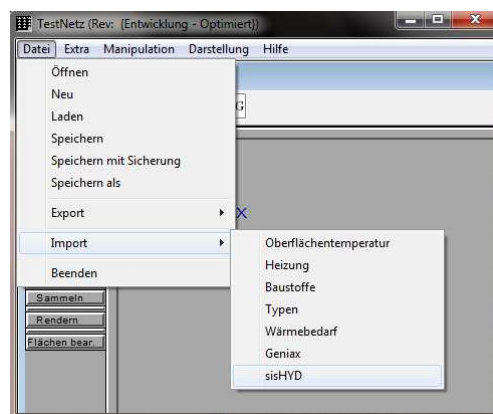 TestNetz (Rev: {Entwicklung - Optimiert})
Datei Extra Manipulation Darstellung Hilfe
Öffnen
Neu
Laden
Speichern
Speichern mit Sicherung
Speichern als
Export
Import
Beenden
Oberflächentemperatur
Heizung
Baustoffe
Typen
Wärmebedarf
Geniax
sisHYD
G
X
Sammeln
Rendern
Flächen bear.